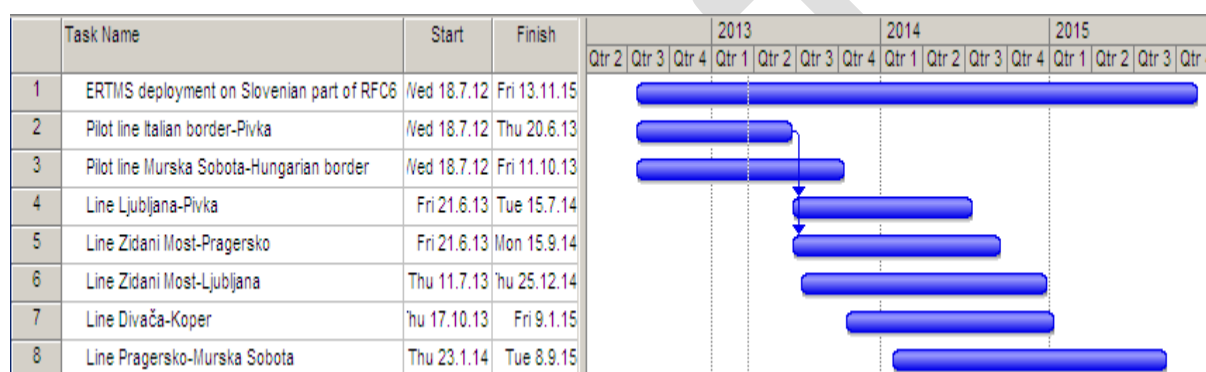 Task Name Start Finish 2013 2014 2015
Qtr 2 Qtr 3 Qtr 4 Qtr 1 Qtr 2 Qtr 3 Qtr 4 Qtr 1 Qtr 2 Qtr 3 Qtr 4 Qtr 1 Qtr 2 Qtr 3 Qtr
1 ERTMS deployment on Slovenian part of RFC6 Wed 18.7.12 Fri 13.11.15
2 Pilot line Italian border-Pivka Wed 18.7.12 Thu 20.6.13
3 Pilot line Murska Sobota-Hungarian border Wed 18.7.12 Fri 11.10.13
4 Line Ljubljana-Pivka Fri 21.6.13 Tue 15.7.14
5 Line Zidani Most-Pragersko Fri 21.6.13 Mon 15.9.14
6 Line Zidani Most-Ljubljana Thu 11.7.13 Thu 25.12.14
7 Line Divača-Koper Thu 17.10.13 Fri 9.1.15
8 Line Pragersko-Murska Sobota Thu 23.1.14 Tue 8.9.15